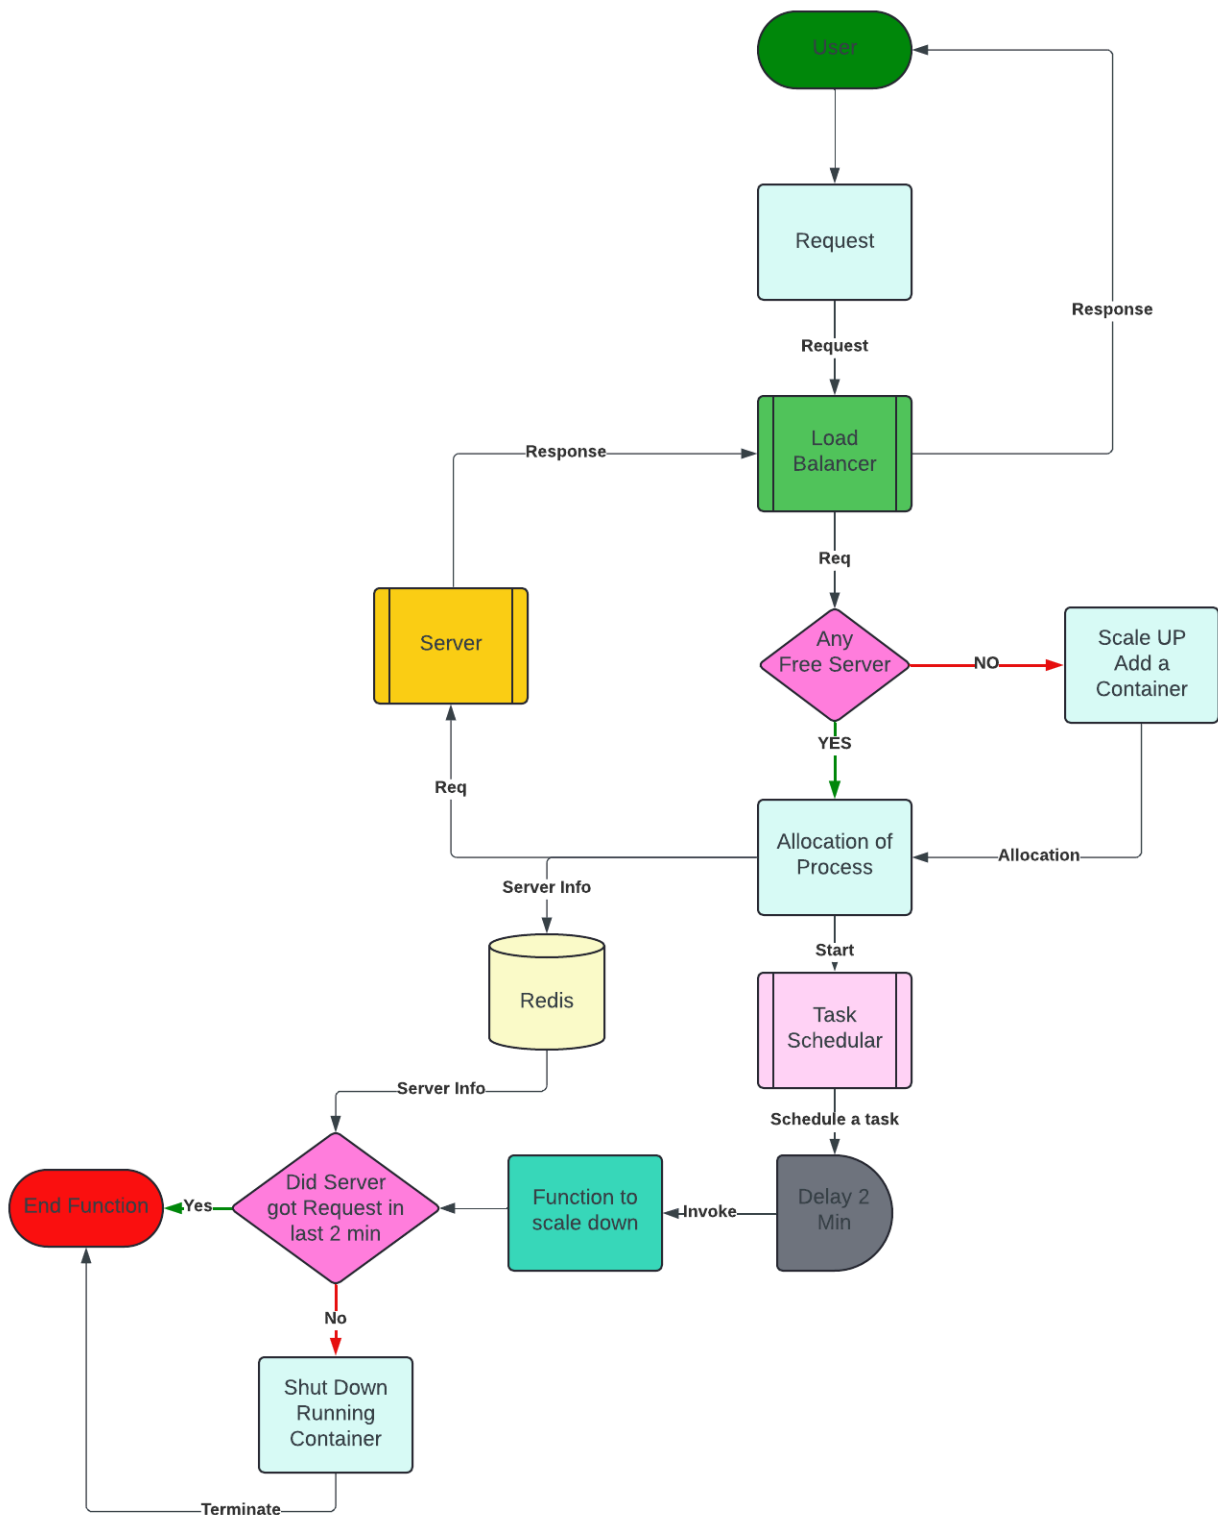 User
Request
Response
Request
Load
Balancer
Response
Req
Server
Any
Free Server
NO
Scale UP
Add a
Container
YES
Req
Allocation of
Process
Allocation
Server Info
Start
Redis
Task
Schedular
Server Info
Schedule a task
End Function
Yes
Did Server
got Request in
last 2 min
Function to
scale down
Invoke
Delay 2
Min
No
Shut Down
Running
Container
Terminate